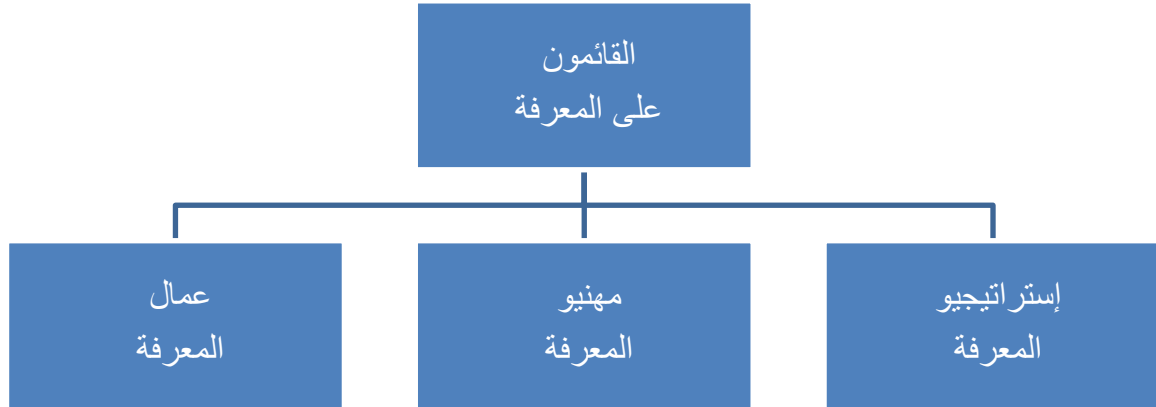 القائمون
على المعرفة
إستراتيجيو
المعرفة
مهنيو
المعرفة
عمال
المعرفة